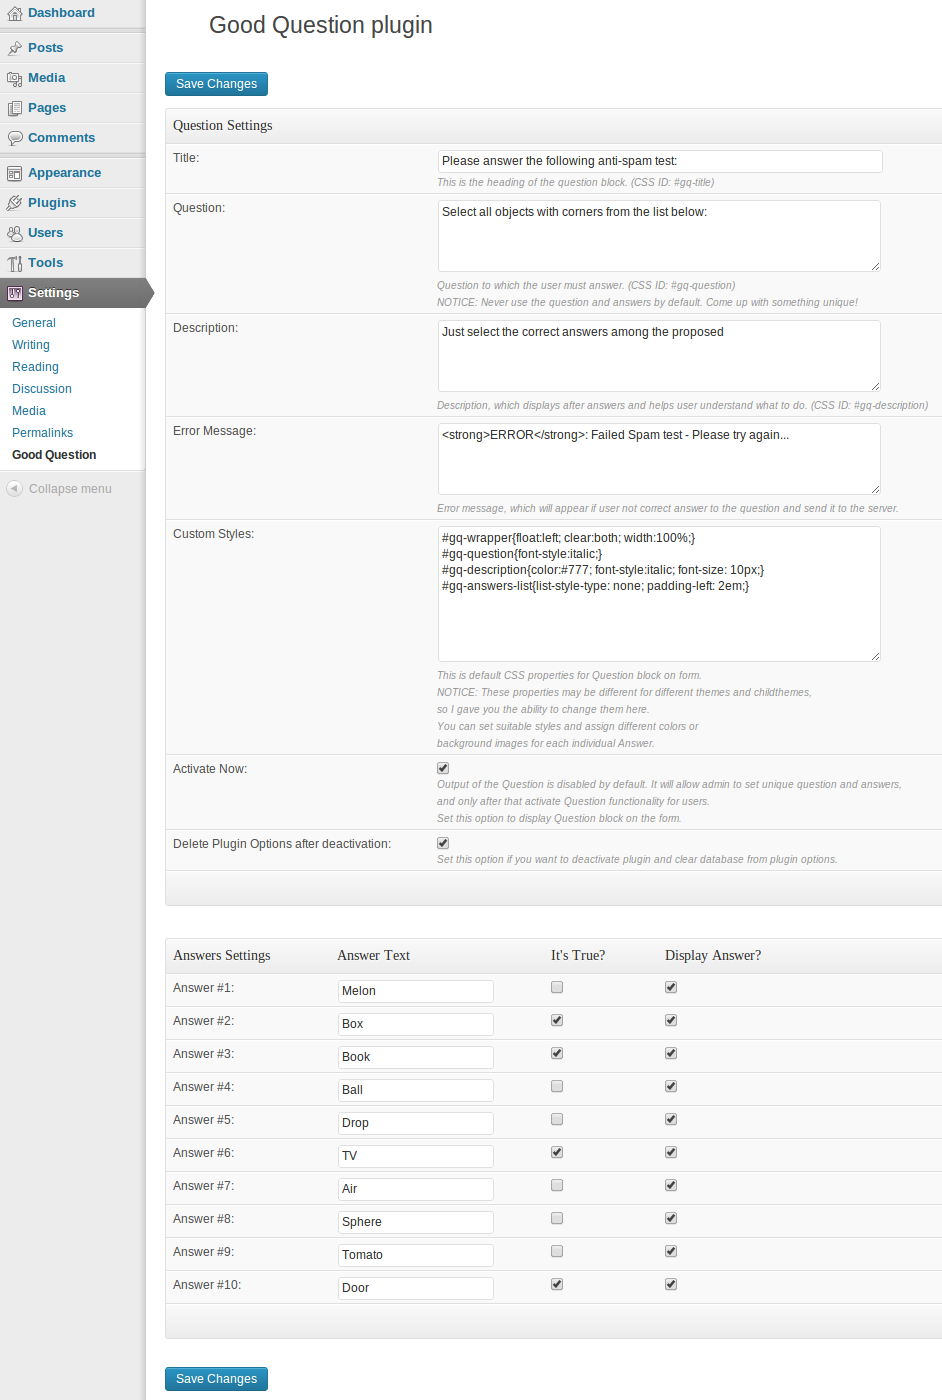 Dashboard
Posts
Media
Pages
Comments
Appearance
Plugins
Users
Tools
Settings
General
Writing
Reading
Discussion
Media
Permalinks
Good Question
Collapse menu
Good Question plugin
Save Changes
Question Settings
Title:
Please answer the following anti-spam test:
This is the heading of the question block. (CSS ID: #gq-title)
Question:
Select all objects with corners from the list below:
Question to which the user must answer. (CSS ID: #gq-question)
NOTICE: Never use the question and answers by default. Come up with something unique!
Description:
Just select the correct answers among the proposed
Description, which displays after answers and helps user understand what to do. (CSS ID: #gq-description)
Error Message:
<strong>ERROR</strong>: Failed Spam test - Please try again...
Error message, which will appear if user not correct answer to the question and send it to the server.
Custom Styles:
#gq-wrapper{float:left; clear:both; width:100%;}
#gq-question{font-style:italic;}
#gq-description{color:#777; font-style:italic; font-size: 10px;}
#gq-answers-list{list-style-type: none; padding-left: 2em;}
This is default CSS properties for Question block on form.
NOTICE: These properties may be different for different themes and childthemes,
so I gave you the ability to change them here.
You can set suitable styles and assign different colors or
background images for each individual Answer.
Activate Now:
Output of the Question is disabled by default. It will allow admin to set unique question and answers,
and only after that activate Question functionality for users.
Set this option to display Question block on the form.
Delete Plugin Options after deactivation:
Set this option if you want to deactivate plugin and clear database from plugin options.
Answers Settings Answer Text It's True? Display Answer?
Answer #1: Melon
Answer #2: Box
Answer #3: Book
Answer #4: Ball
Answer #5: Drop
Answer #6: TV
Answer #7: Air
Answer #8: Sphere
Answer #9: Tomato
Answer #10: Door
Save Changes